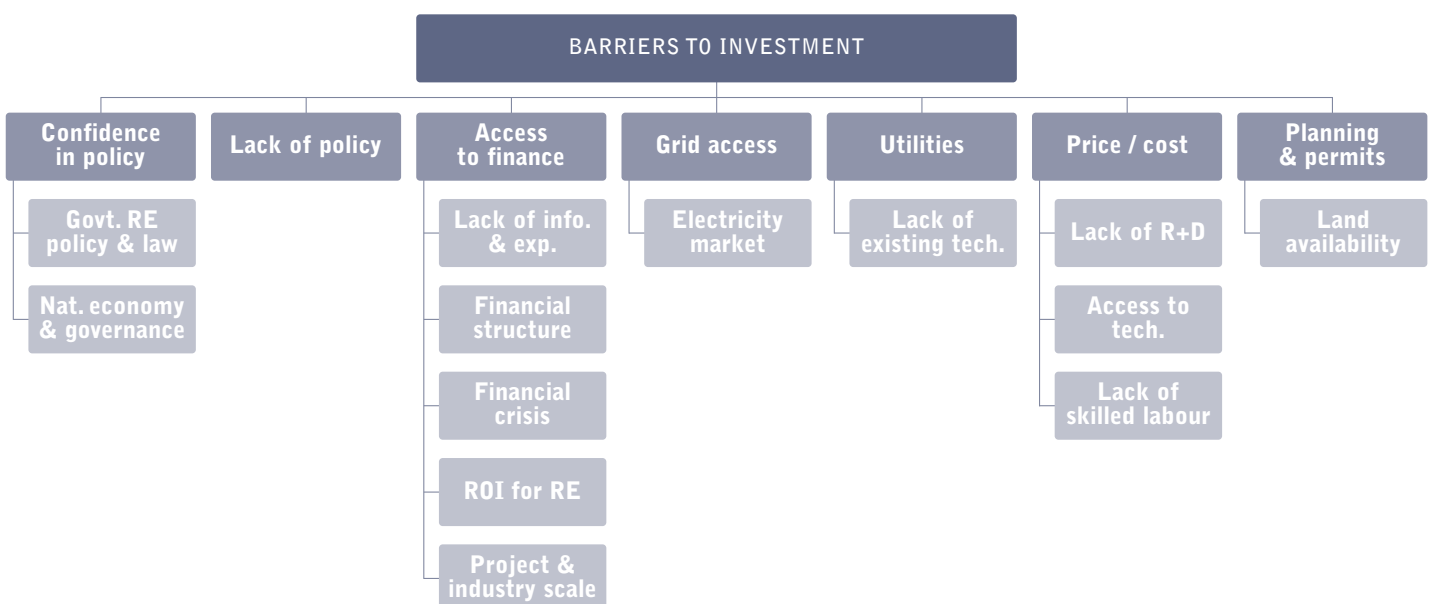 BARRIERS TO INVESTMENT
Confidence
in policy
Lack of policy
Access
to finance
Grid access
Utilities
Price / cost
Planning
& permits
Govt. RE
policy & law
Nat. economy
& governance
Lack of info.
& exp.
Financial
structure
Financial
crisis
ROI for RE
Project &
industry scale
Electricity
market
Lack of
existing tech.
Lack of R+D
Access to
tech.
Lack of
skilled labour
Land
availability